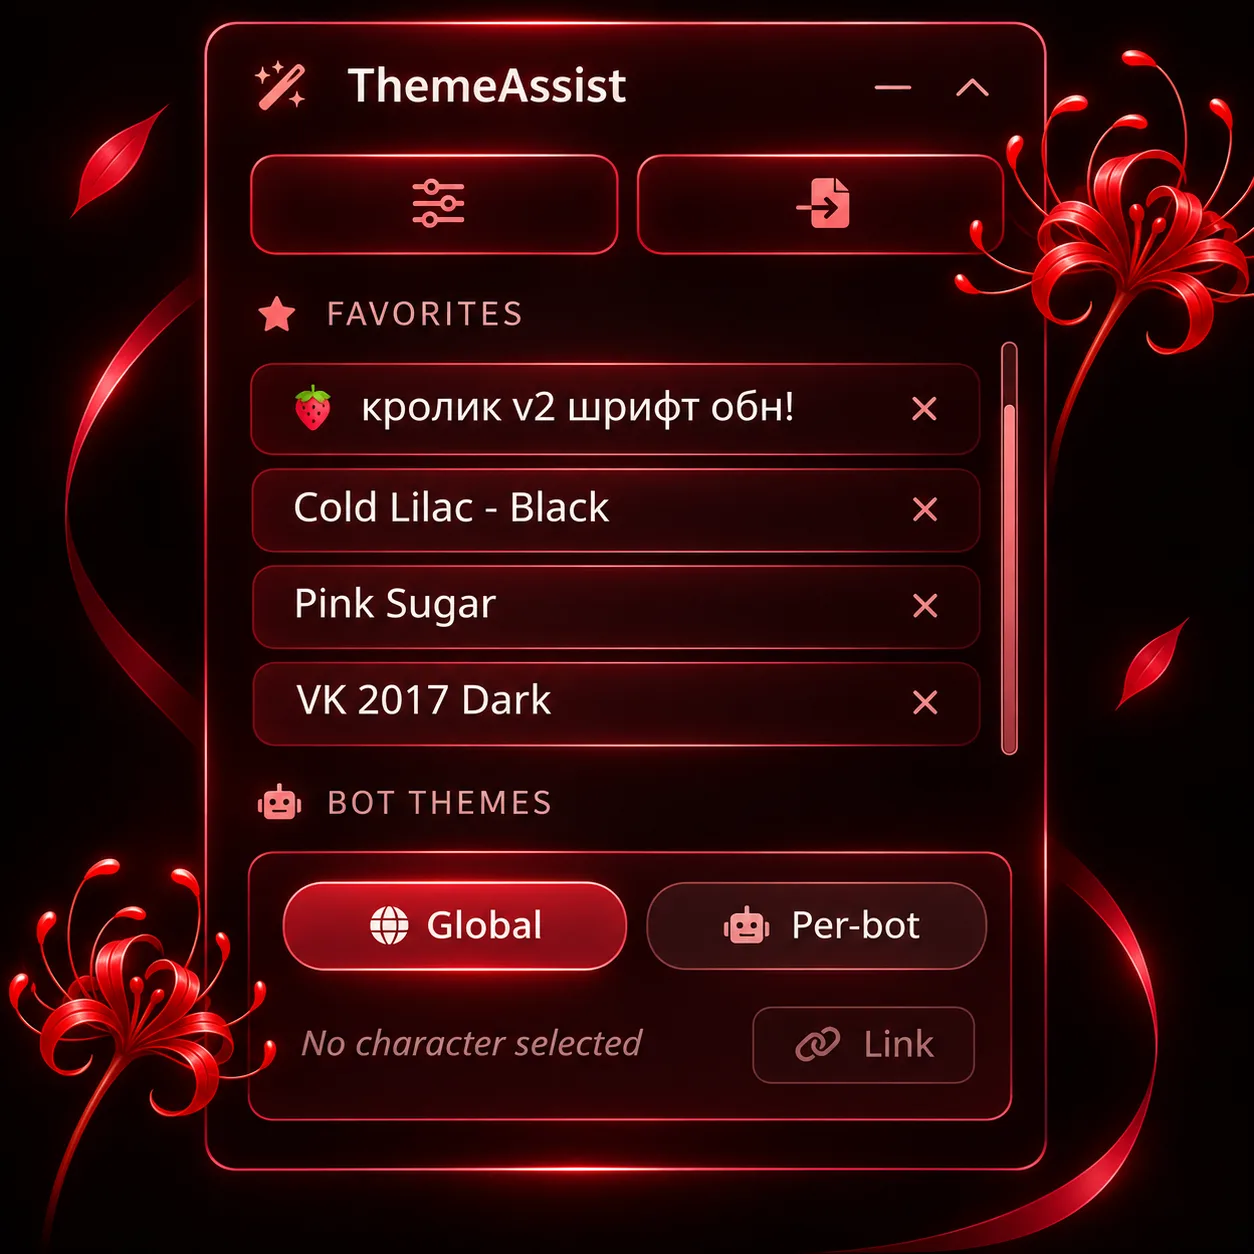 ThemeAssist
FAVORITES
🍓 кролик v2 шрифт обн!
Cold Lilac - Black
Pink Sugar
VK 2017 Dark
BOT THEMES
Global
Per-bot
No character selected
Link